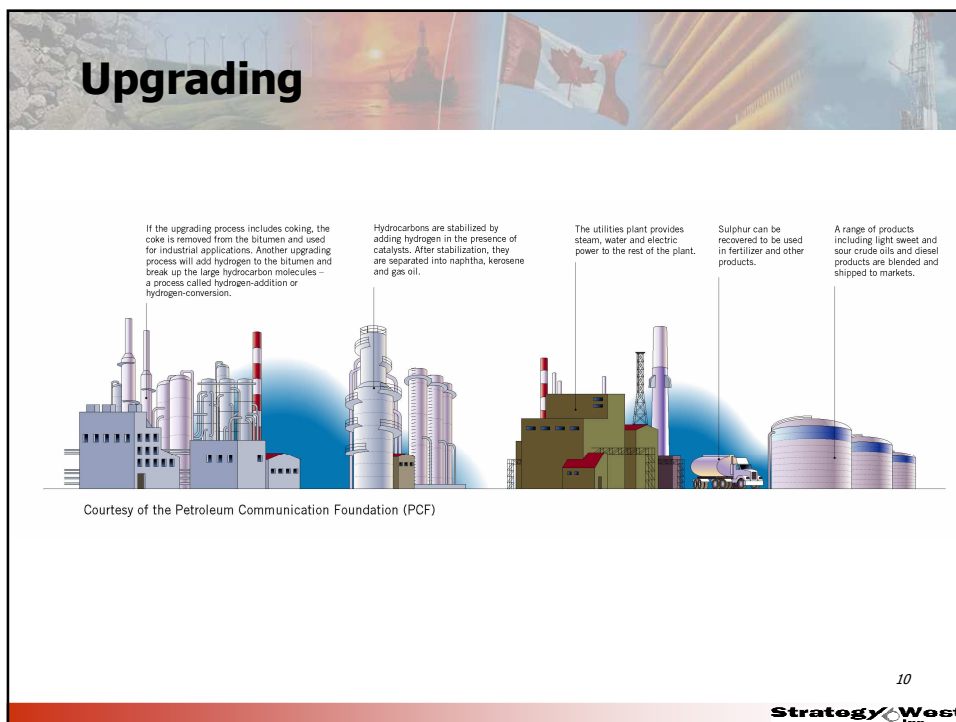 Upgrading
If the upgrading process includes coking, the
coke is removed from the bitumen and used
for industrial applications. Another upgrading
process will add hydrogen to the bitumen and
break up the large hydrocarbon molecules –
a process called hydrogen-addition or
hydrogen-conversion.
Hydrocarbons are stabilized by
adding hydrogen in the presence of
catalysts. After stabilization, they
are separated into naphtha, kerosene
and gas oil.
The utilities plant provides
steam, water and electric
power to the rest of the plant.
Sulphur can be
recovered to be used
in fertilizer and other
products.
A range of products
including light sweet and
sour crude oils and diesel
products are blended and
shipped to markets.
Courtesy of the Petroleum Communication Foundation (PCF)
10
Strategy West